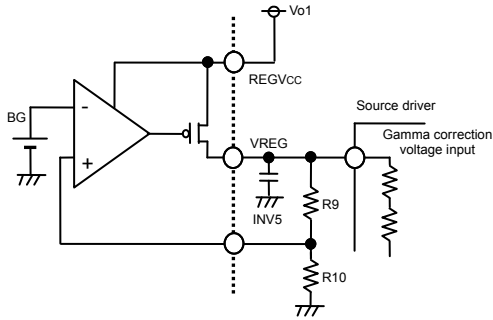 Vo1
REGVCC
BG
-
+
VREG
Source driver
Gamma correction
voltage input
INV5
R9
R10